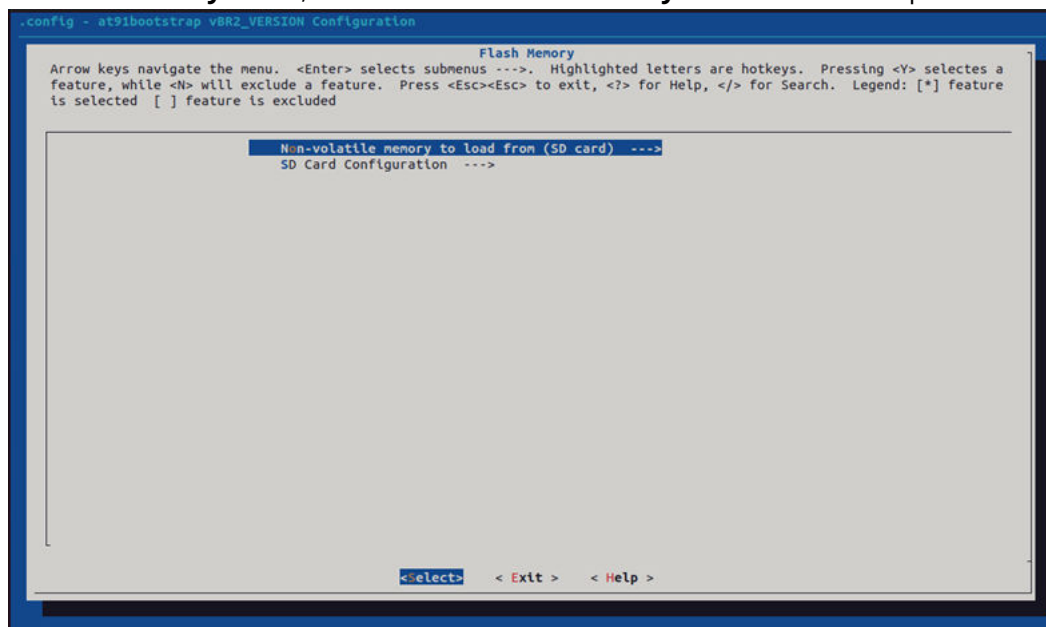 .config - at91bootstrap vBR2_VERSION Configuration
Flash Memory
Arrow keys navigate the menu.  <Enter> selects submenus --->.  Highlighted letters are hotkeys.  Pressing <Y> selectes a
feature, while <N> will exclude a feature.  Press <Esc><Esc> to exit, <?> for Help, </> for Search.  Legend: [*] feature
is selected  [ ] feature is excluded
Non-volatile memory to load from (SD card)  --->
SD Card Configuration  --->
<Select>    < Exit >    < Help >